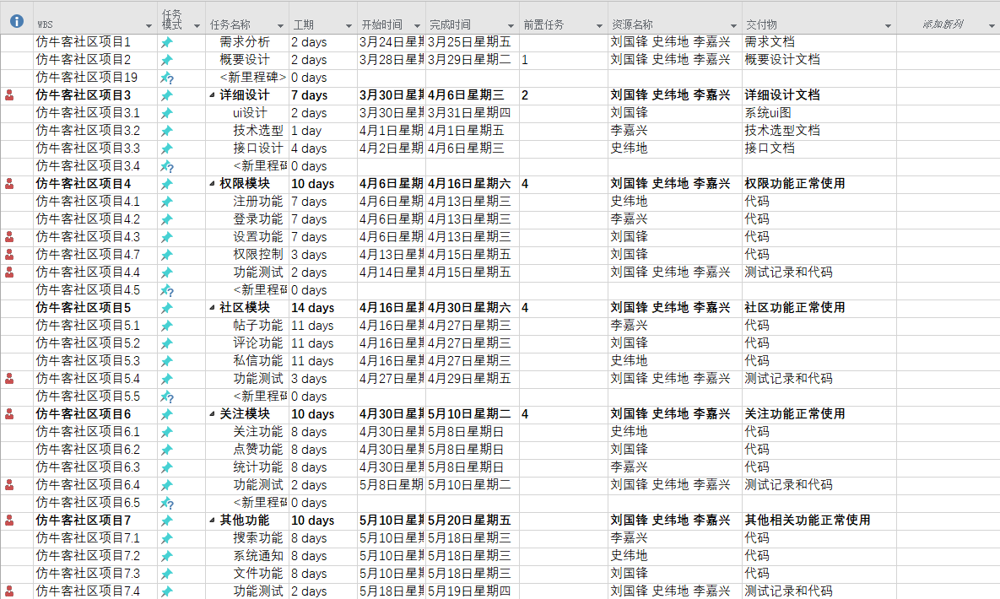 WBS 任务模式 任务名称 工期 开始时间 完成时间 前置任务 资源名称 交付物 添加新列
仿牛客社区项目1 需求分析 2 days 3月24日星期 3月25日星期五 刘国锋 史纬地 李嘉兴 需求文档
仿牛客社区项目2 概要设计 2 days 3月28日星期 3月29日星期二 1 刘国锋 史纬地 李嘉兴 概要设计文档
仿牛客社区项目19 <新里程碑> 0 days
仿牛客社区项目3 详细设计 7 days 3月30日星期 4月6日星期三 2 刘国锋 史纬地 李嘉兴 详细设计文档
仿牛客社区项目3.1 ui设计 2 days 3月30日星期 3月31日星期四 刘国锋 系统ui图
仿牛客社区项目3.2 技术选型 1 day 4月1日星期 4月1日星期五 李嘉兴 技术选型文档
仿牛客社区项目3.3 接口设计 4 days 4月2日星期 4月6日星期三 史纬地 接口文档
仿牛客社区项目3.4 <新里程碑 0 days
仿牛客社区项目4 权限模块 10 days 4月6日星期 4月16日星期六 4 刘国锋 史纬地 李嘉兴 权限功能正常使用
仿牛客社区项目4.1 注册功能 7 days 4月6日星期 4月13日星期三 史纬地 代码
仿牛客社区项目4.2 登录功能 7 days 4月6日星期 4月13日星期三 李嘉兴 代码
仿牛客社区项目4.3 设置功能 7 days 4月6日星期 4月13日星期三 刘国锋 代码
仿牛客社区项目4.7 权限控制 3 days 4月13日星期 4月15日星期五 刘国锋 代码
仿牛客社区项目4.4 功能测试 2 days 4月14日星期 4月15日星期五 刘国锋 史纬地 李嘉兴 测试记录和代码
仿牛客社区项目4.5 <新里程碑 0 days
仿牛客社区项目5 社区模块 14 days 4月16日星期 4月30日星期六 4 刘国锋 史纬地 李嘉兴 社区功能正常使用
仿牛客社区项目5.1 帖子功能 11 days 4月16日星期 4月27日星期三 李嘉兴 代码
仿牛客社区项目5.2 评论功能 11 days 4月16日星期 4月27日星期三 刘国锋 代码
仿牛客社区项目5.3 私信功能 11 days 4月16日星期 4月27日星期三 史纬地 代码
仿牛客社区项目5.4 功能测试 3 days 4月27日星期 4月29日星期五 刘国锋 史纬地 李嘉兴 测试记录和代码
仿牛客社区项目5.5 <新里程碑 0 days
仿牛客社区项目6 关注模块 10 days 4月30日星期 5月10日星期二 4 刘国锋 史纬地 李嘉兴 关注功能正常使用
仿牛客社区项目6.1 关注功能 8 days 4月30日星期 5月8日星期日 史纬地 代码
仿牛客社区项目6.2 点赞功能 8 days 4月30日星期 5月8日星期日 刘国锋 代码
仿牛客社区项目6.3 统计功能 8 days 4月30日星期 5月8日星期日 李嘉兴 代码
仿牛客社区项目6.4 功能测试 2 days 5月8日星期 5月10日星期二 刘国锋 史纬地 李嘉兴 测试记录和代码
仿牛客社区项目6.5 <新里程碑 0 days
仿牛客社区项目7 其他功能 10 days 5月10日星期 5月20日星期五 刘国锋 史纬地 李嘉兴 其他相关功能正常使用
仿牛客社区项目7.1 搜索功能 8 days 5月10日星期 5月18日星期三 李嘉兴 代码
仿牛客社区项目7.2 系统通知 8 days 5月10日星期 5月18日星期三 史纬地 代码
仿牛客社区项目7.3 文件功能 8 days 5月10日星期 5月18日星期三 刘国锋 代码
仿牛客社区项目7.4 功能测试 2 days 5月18日星期 5月19日星期四 刘国锋 史纬地 李嘉兴 测试记录和代码